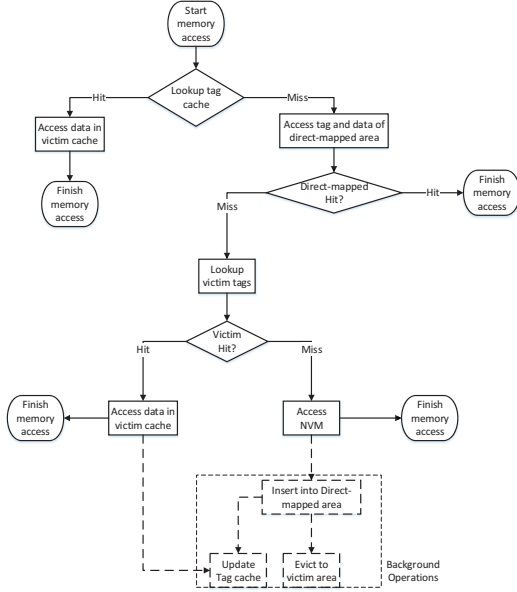 Start
memory
access
Lookup tag
cache
Hit
Miss
Access data in
victim cache
Access tag and data of
direct-mapped area
Finish
memory
access
Direct-mapped
Hit?
Hit
Finish
memory
access
Miss
Lookup
victim tags
Victim
Hit?
Hit
Miss
Finish
memory
access
Access data in
victim cache
Access
NVM
Finish
memory
access
Insert into Direct-
mapped area
Update
Tag cache
Evict to
victim area
Background
Operations